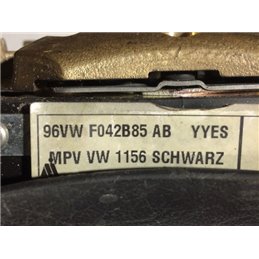 96VW F042B85 AB YYES
MPV VW 1156 SCHWARZ